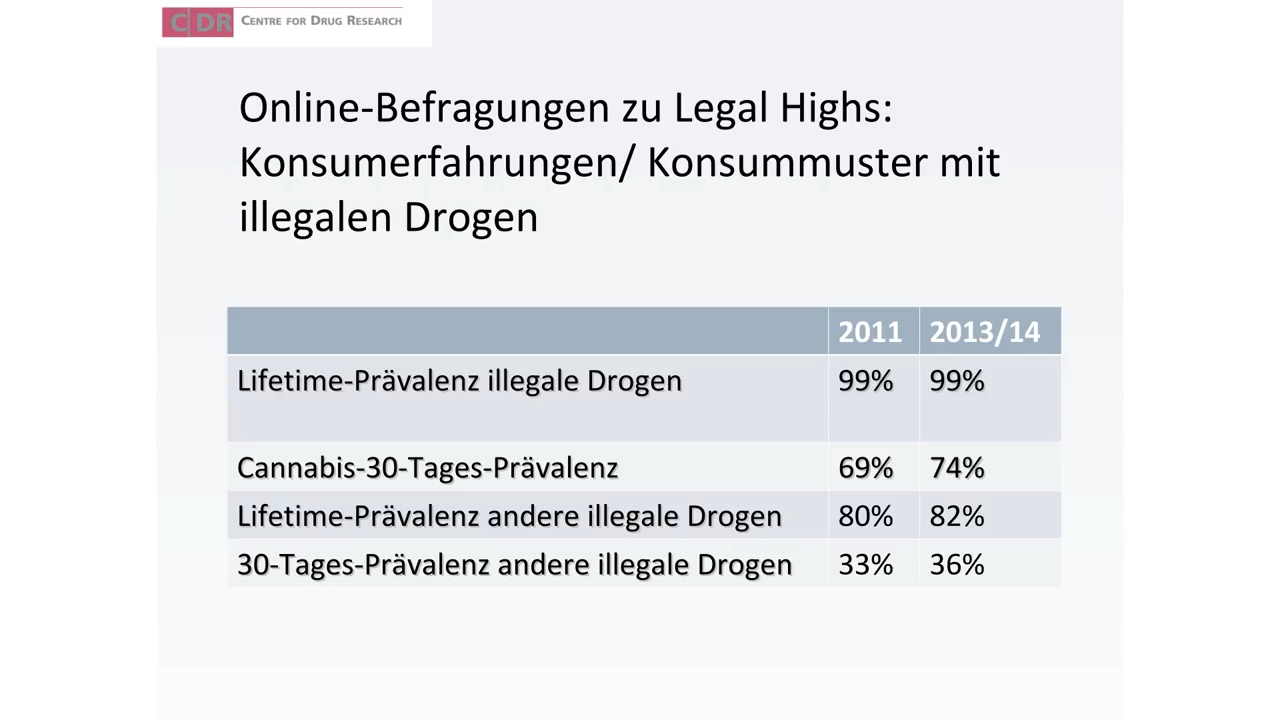 CDR CENTRE FOR DRUG RESEARCH
Online-Befragungen zu Legal Highs:
Konsumerfahrungen/ Konsummuster mit
illegalen Drogen
2011 2013/14
Lifetime-Prävalenz illegale Drogen 99% 99%
Cannabis-30-Tages-Prävalenz 69% 74%
Lifetime-Prävalenz andere illegale Drogen 80% 82%
30-Tages-Prävalenz andere illegale Drogen 33% 36%